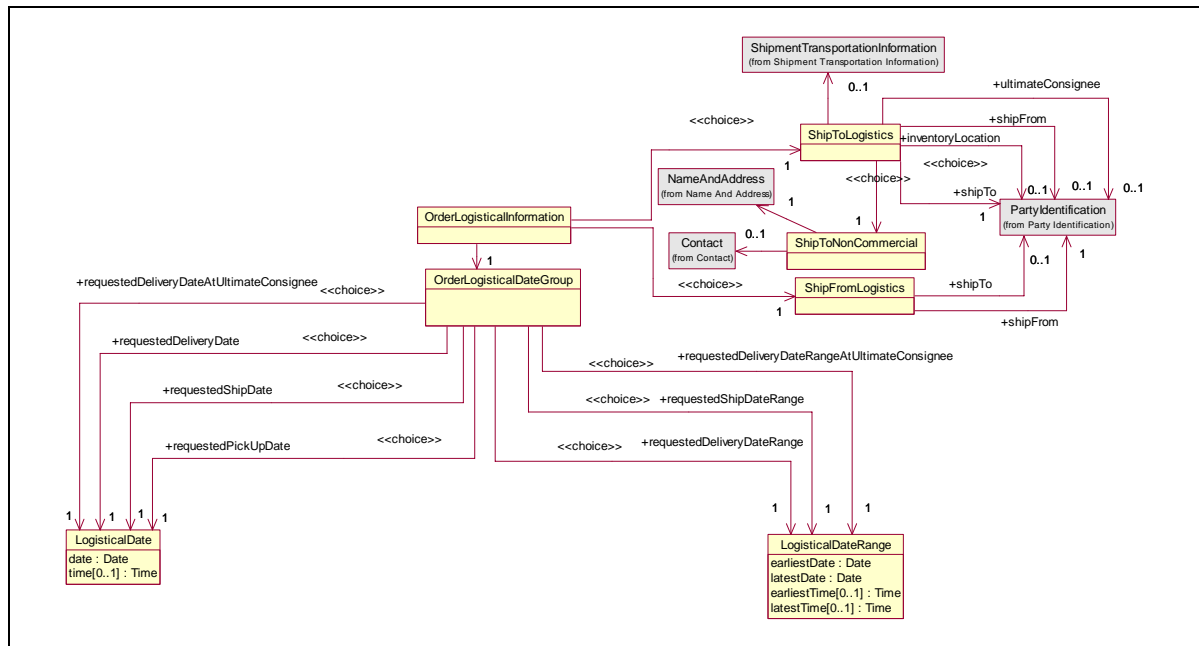 ShipmentTransportationInformation
(from Shipment Transportation Information)
0..1
+ultimateConsignee
<<choice>>
ShipToLogistics
+shipFrom
+inventoryLocation
1
<<choice>>
<<choice>>
NameAndAddress
(from Name And Address)
1
+shipTo
0..1
0..1
0..1
1
PartyIdentification
(from Party Identification)
OrderLogisticalInformation
1
0..1
Contact
(from Contact)
ShipToNonCommercial
0..1
1
1
OrderLogisticalDateGroup
+requestedDeliveryDateAtUltimateConsignee
<<choice>>
<<choice>>
1
ShipFromLogistics
+shipTo
+shipFrom
+requestedDeliveryDate
<<choice>>
<<choice>>
+requestedDeliveryDateRangeAtUltimateConsignee
+requestedShipDate
<<choice>>
<<choice>>
+requestedShipDateRange
+requestedPickUpDate
<<choice>>
<<choice>>
+requestedDeliveryDateRange
1
1
1
1
1
1
1
LogisticalDate
date : Date
time[0..1] : Time
LogisticalDateRange
earliestDate : Date
latestDate : Date
earliestTime[0..1] : Time
latestTime[0..1] : Time